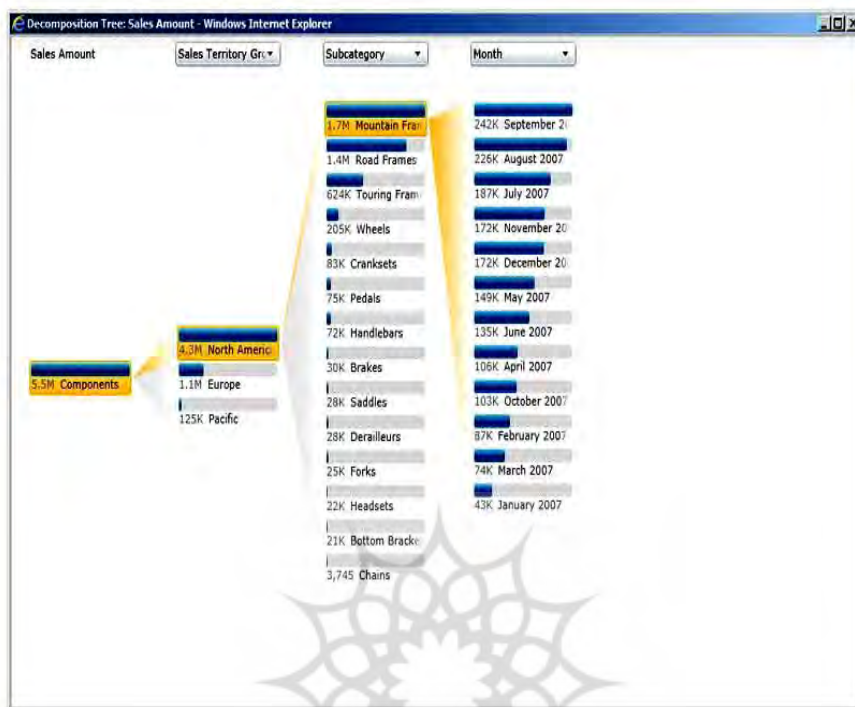 Decomposition Tree: Sales Amount - Windows Internet Explorer
Sales Amount
Sales Territory Gr
Subcategory
Month
5.5M Components
4.3M North Americ
1.1M Europe
125K Pacific
1.7M Mountain Fran
1.4M Road Frames
624K Touring Fram
205K Wheels
83K Cranksets
75K Pedals
72K Handlebars
30K Brakes
28K Saddles
28K Derailleurs
25K Forks
22K Headsets
21K Bottom Bracke
3,745 Chains
242K September 20
226K August 2007
187K July 2007
172K November 20
172K December 20
149K May 2007
135K June 2007
106K April 2007
103K October 2007
87K February 2007
74K March 2007
43K January 2007